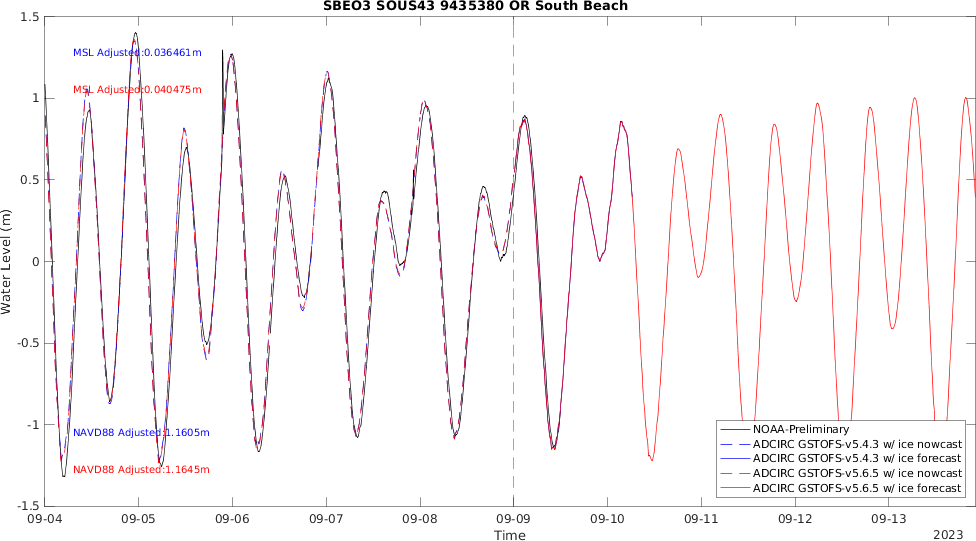 SBEO3 SOUS43 9435380 OR South Beach
1.5
1
0.5
0
-0.5
-1
-1.5
Water Level (m)
MSL Adjusted:0.036461m
MSL Adjusted:0.040475m
NAVD88 Adjusted:1.1605m
NAVD88 Adjusted:1.1645m
NOAA-Preliminary
ADCIRC GSTOFS-v5.4.3 w/ ice nowcast
ADCIRC GSTOFS-v5.4.3 w/ ice forecast
ADCIRC GSTOFS-v5.6.5 w/ ice nowcast
ADCIRC GSTOFS-v5.6.5 w/ ice forecast
09-04 09-05 09-06 09-07 09-08 09-09 09-10 09-11 09-12 09-13
Time
2023